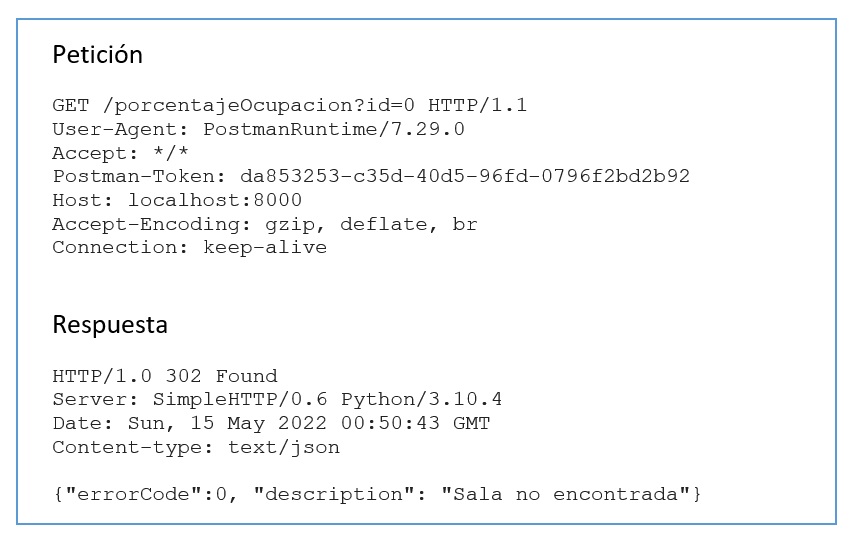 Petición
GET /porcentajeOcupacion?id=0 HTTP/1.1
User-Agent: PostmanRuntime/7.29.0
Accept: */*
Postman-Token: da853253-c35d-40d5-96fd-0796f2bd2b92
Host: localhost:8000
Accept-Encoding: gzip, deflate, br
Connection: keep-alive
Respuesta
HTTP/1.0 302 Found
Server: SimpleHTTP/0.6 Python/3.10.4
Date: Sun, 15 May 2022 00:50:43 GMT
Content-type: text/json
{"errorCode":0, "description": "Sala no encontrada"}